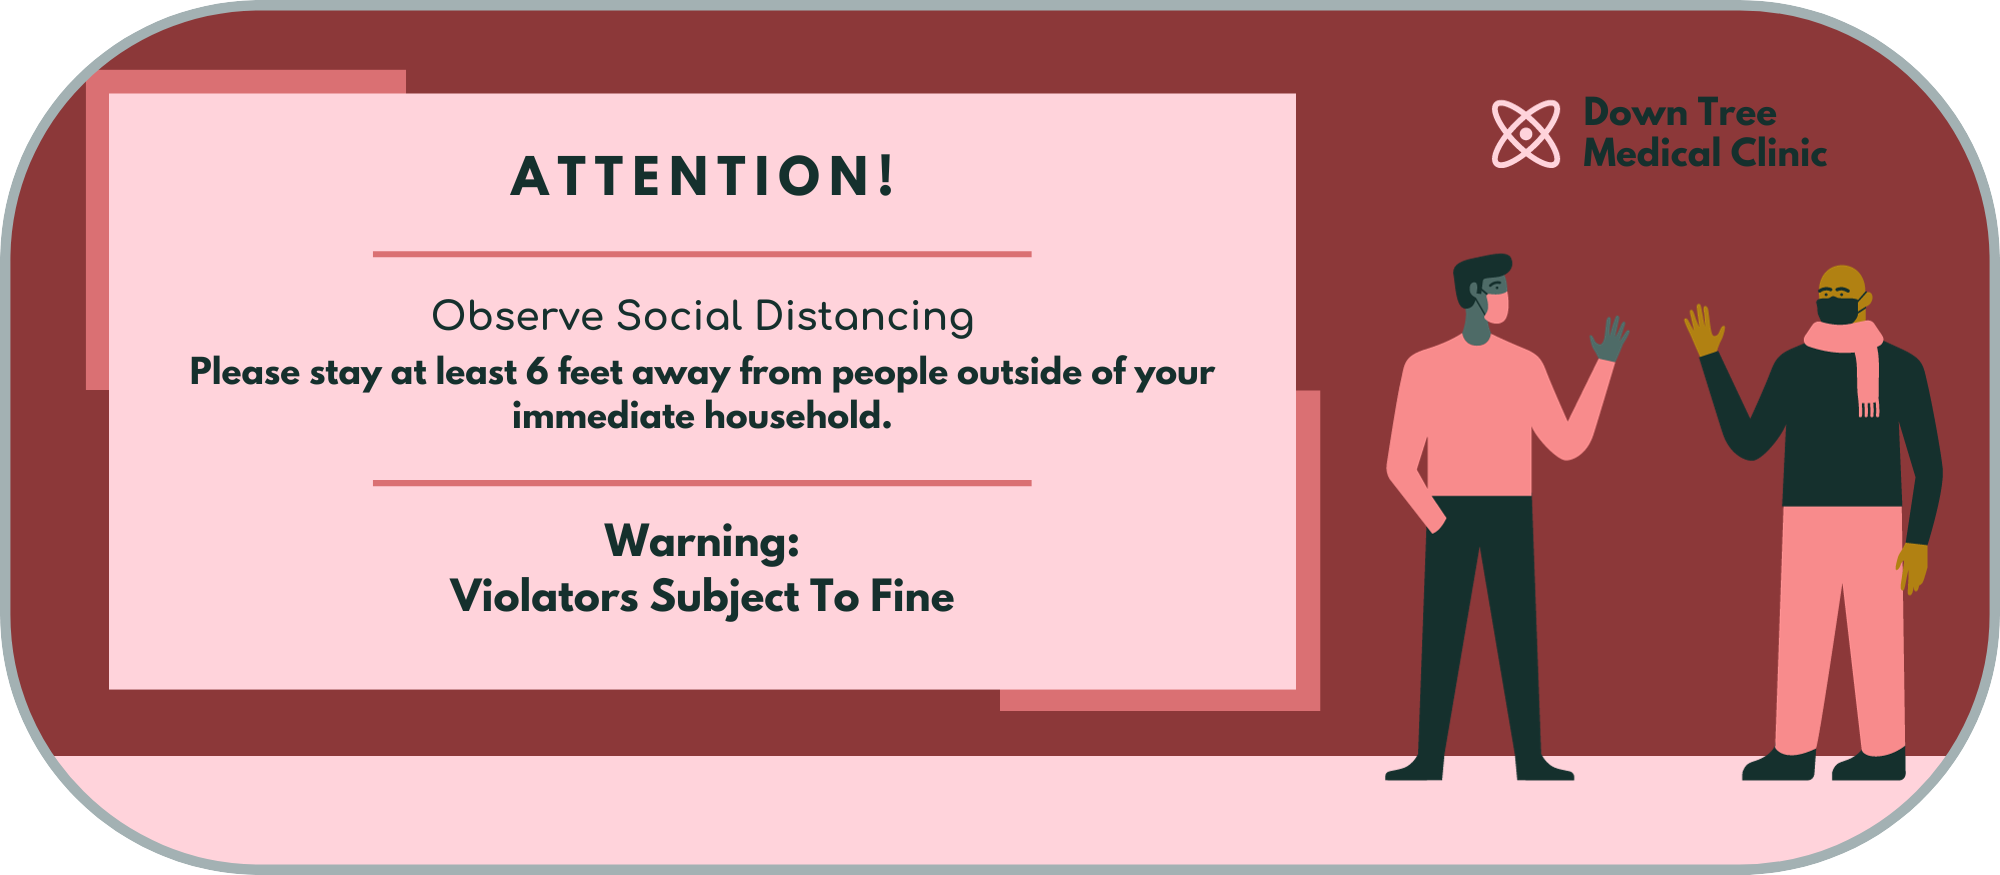 ATTENTION!
Observe Social Distancing
Please stay at least 6 feet away from people outside of your
immediate household.
Warning:
Violators Subject To Fine
Down Tree
Medical Clinic